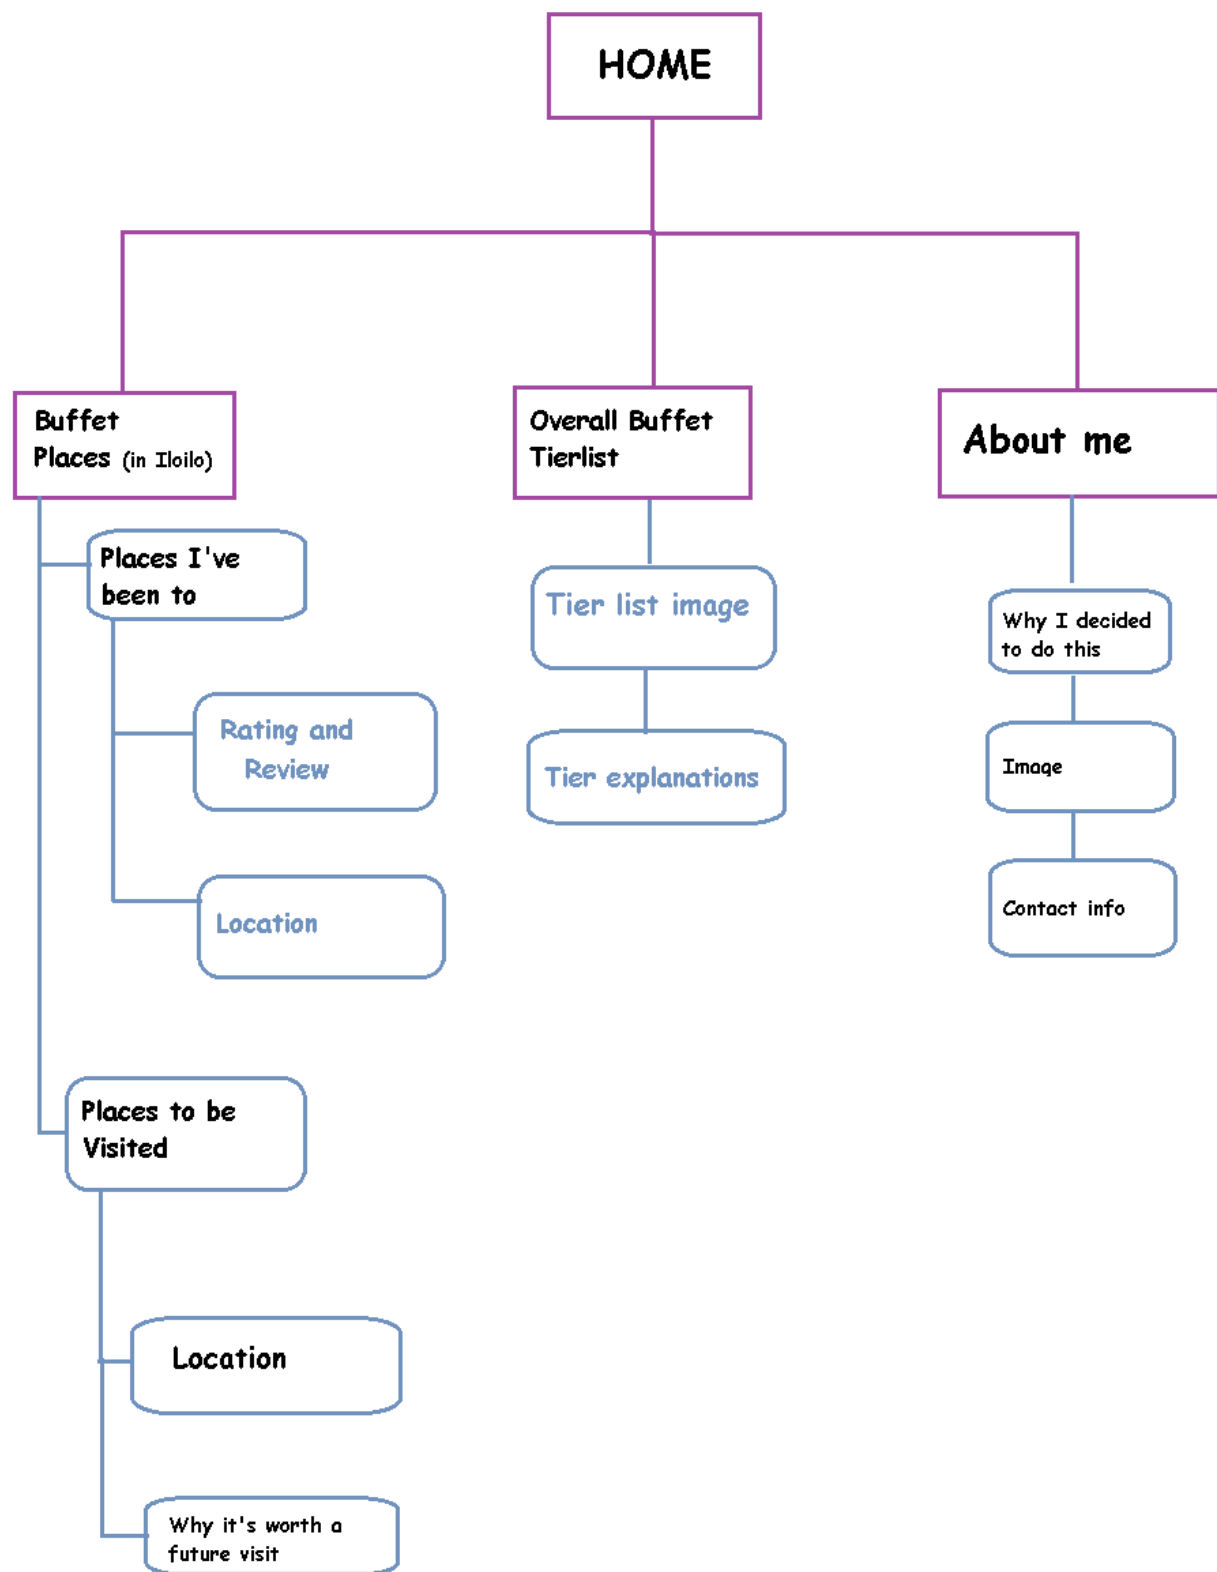 HOME
Buffet
Places (in Iloilo)
Overall Buffet
Tierlist
About me
Places I've
been to
Rating and
Review
Location
Places to be
Visited
Location
Why it's worth a
future visit
Tier list image
Tier explanations
Why I decided
to do this
Image
Contact info